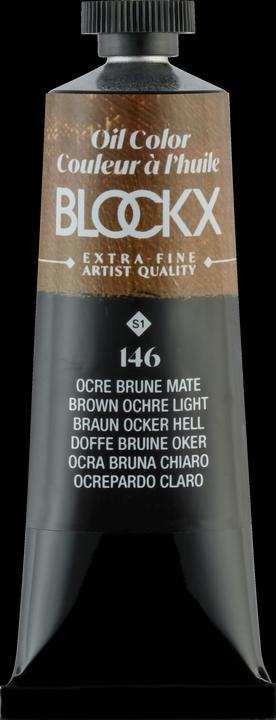 Oil Color
Couleur à l'huile
BLOCKX
EXTRA-FINE
ARTIST QUALITY
S1
146
OCRE BRUNE MATE
BROWN OCHRE LIGHT
BRAUN OCKER HELL
DOFFE BRUINE OKER
OCRA BRUNA CHIARO
OCREPARDO CLARO